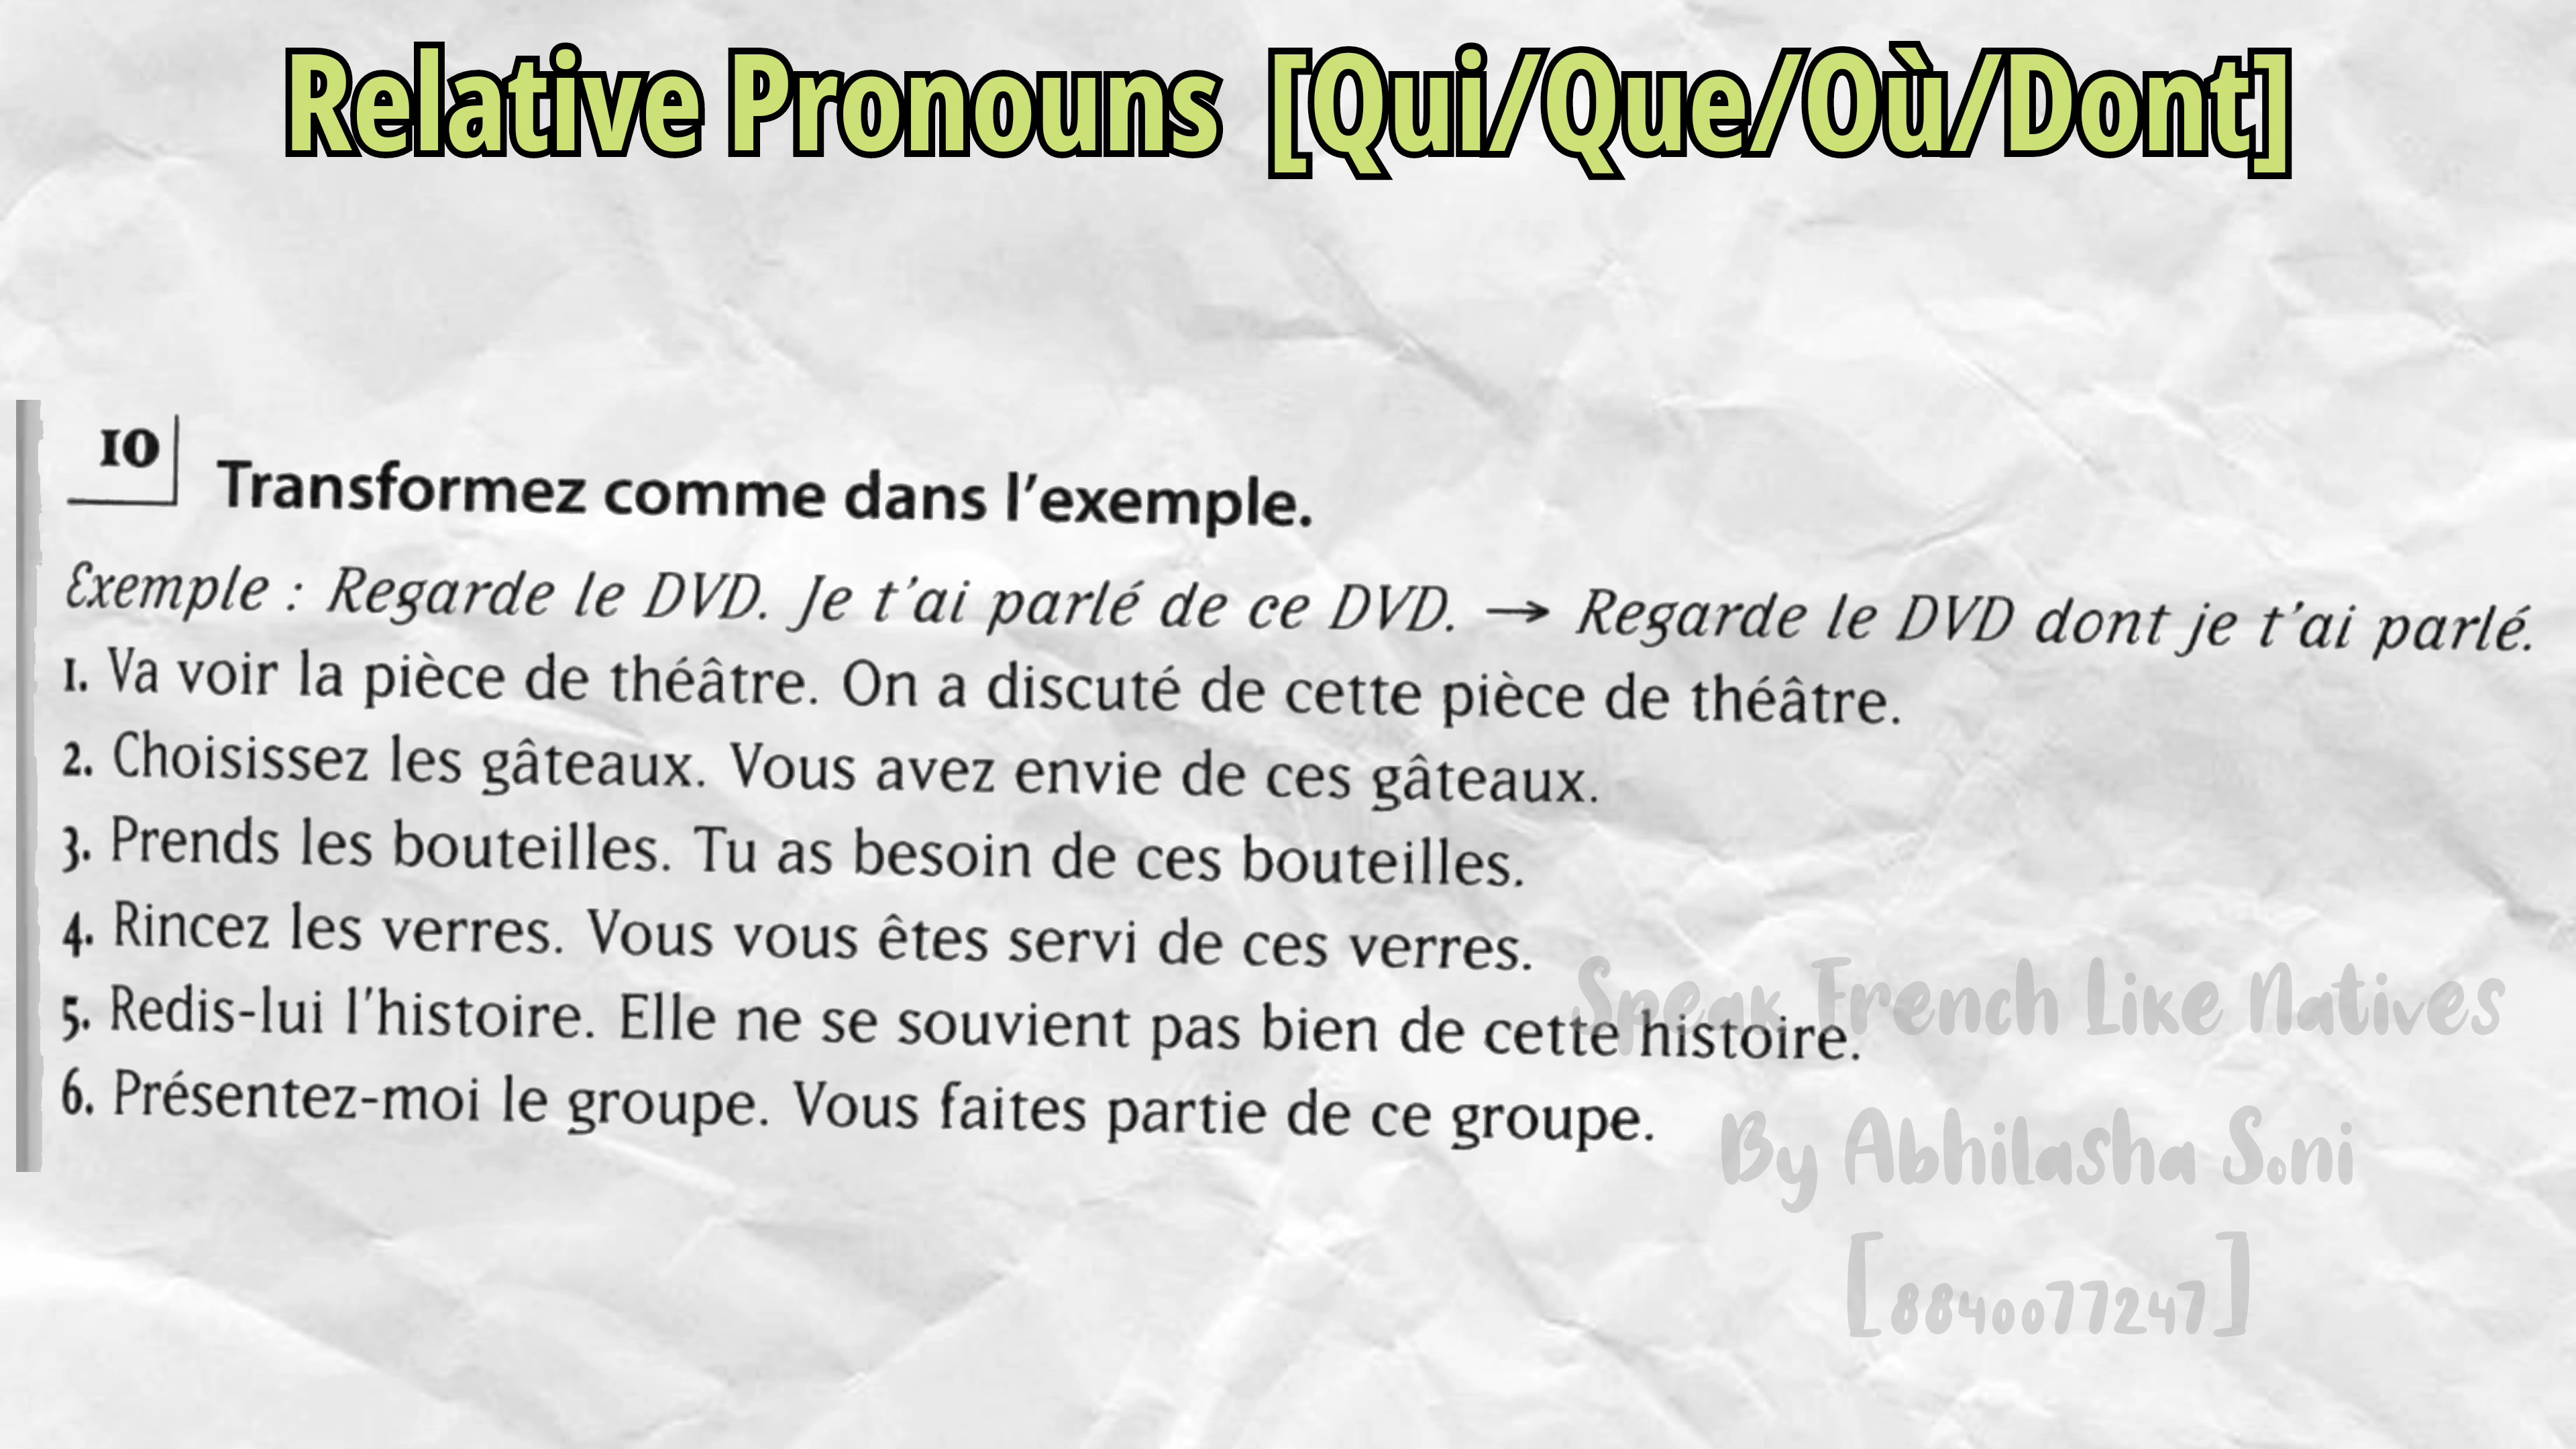 Relative Pronouns [Qui/Que/Où/Dont]
10
Transformez comme dans l'exemple.
Exemple : Regarde le DVD. Je t'ai parlé de ce DVD. → Regarde le DVD dont je t'ai parlé.
1. Va voir la pièce de théâtre. On a discuté de cette pièce de théâtre.
2. Choisissez les gâteaux. Vous avez envie de ces gâteaux.
3. Prends les bouteilles. Tu as besoin de ces bouteilles.
4. Rincez les verres. Vous vous êtes servi de ces verres.
5. Redis-lui l'histoire. Elle ne se souvient pas bien de cette histoire.
6. Présentez-moi le groupe. Vous faites partie de ce groupe.
Speak French Like Natives
By Abhilasha Soni
[8840077247]